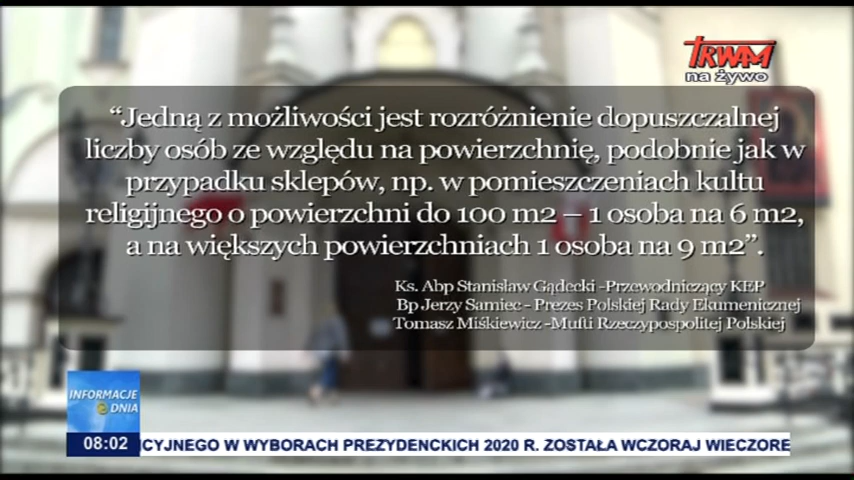 TRWAM
na żywo
“Jedną z możliwości jest rozróżnienie dopuszczalnej
liczby osób ze względu na powierzchnię, podobnie jak w
przypadku sklepów, np. w pomieszczeniach kultu
religijnego o powierzchni do 100 m2 – 1 osoba na 6 m2,
a na większych powierzchniach 1 osoba na 9 m2”.
Ks. Abp Stanisław Gądecki -Przewodniczący KEP
Bp Jerzy Samiec - Prezes Polskiej Rady Ekumenicznej
Tomasz Miśkiewicz -Mufti Rzeczypospolitej Polskiej
INFORMACJE
DNIA
08:02 CYJNEGO W WYBORACH PREZYDENCKICH 2020 R. ZOSTAŁA WCZORAJ WIECZORE